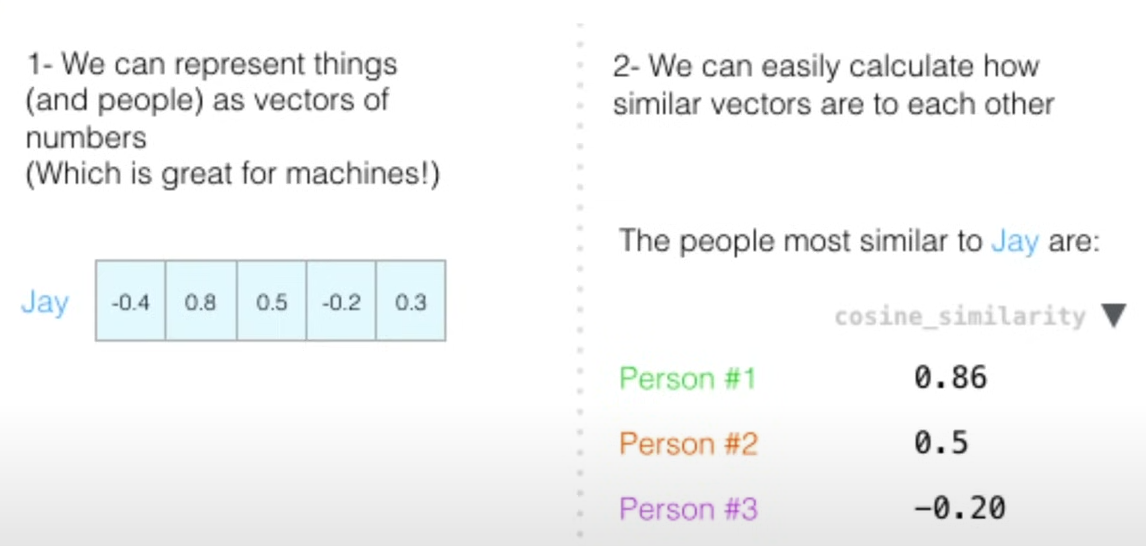 1- We can represent things
(and people) as vectors of
numbers
(Which is great for machines!)
Jay -0.4 0.8 0.5 -0.2 0.3
2- We can easily calculate how
similar vectors are to each other
The people most similar to Jay are:
cosine_similarity ▼
Person #1 0.86
Person #2 0.5
Person #3 -0.20